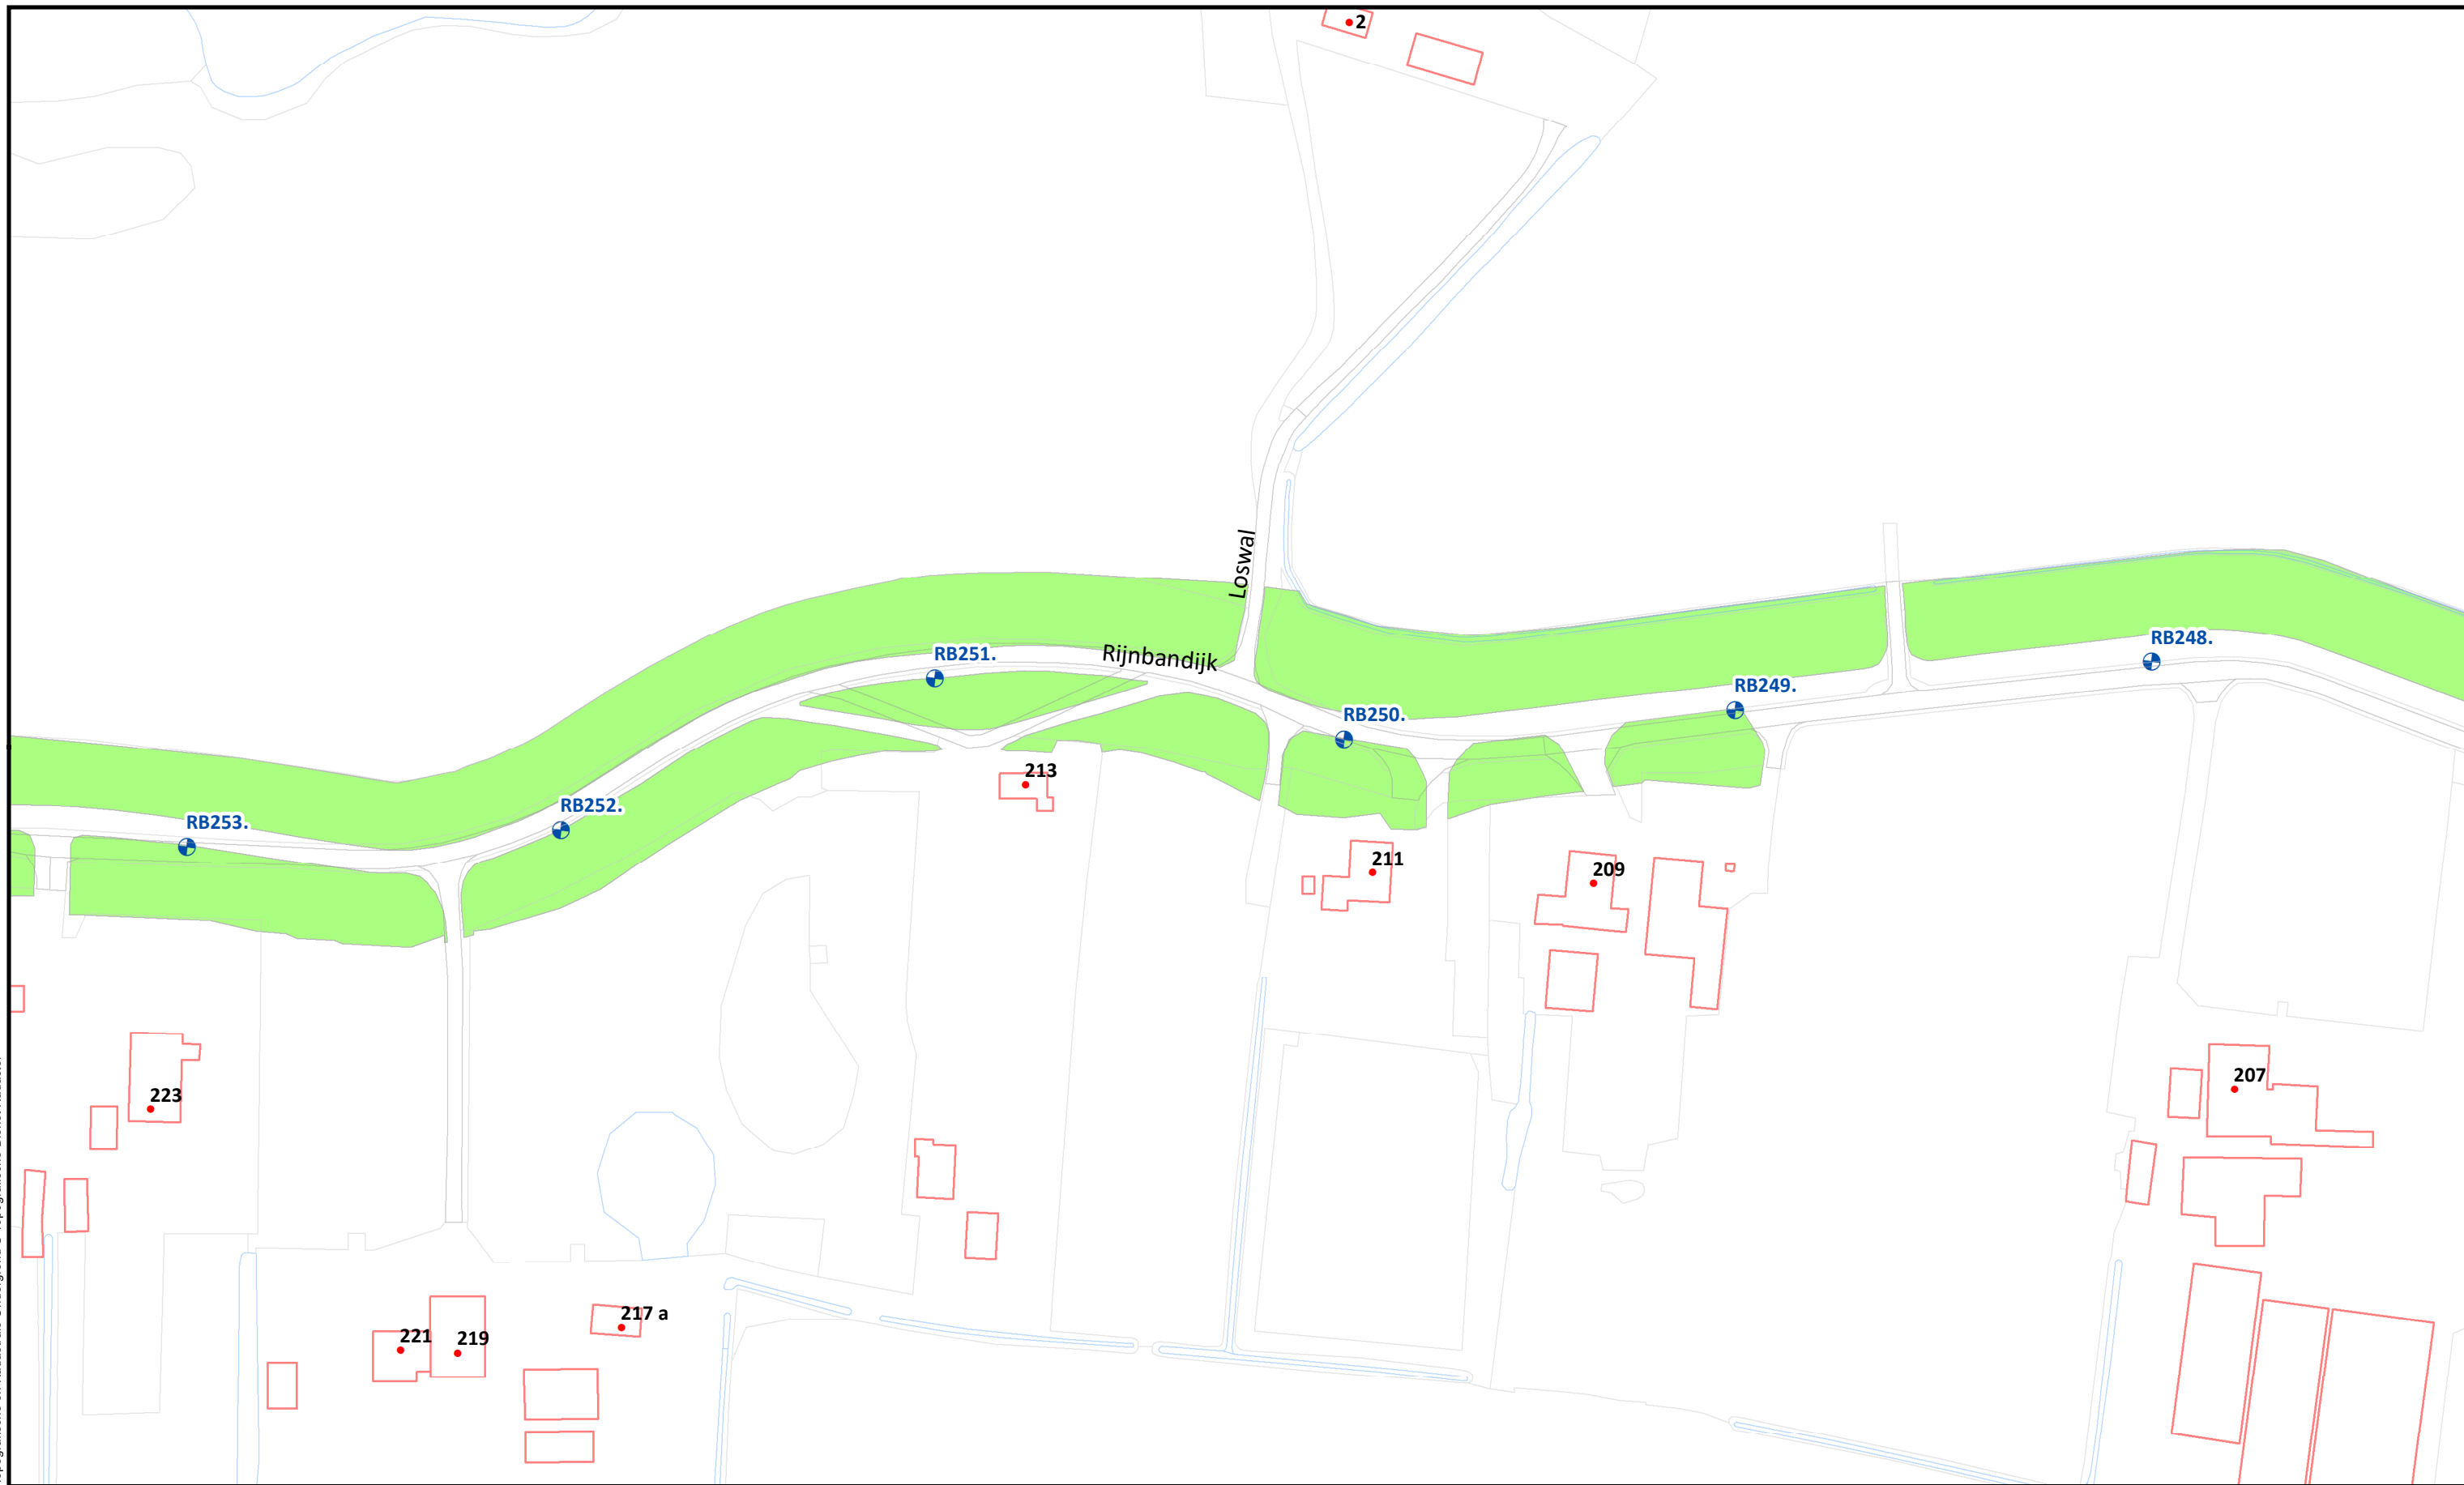 2
Loswal
Rijnbandijk
RB248.
RB251.
RB249.
RB250.
213
RB252.
RB253.
211
209
207
223
217 a
221
219